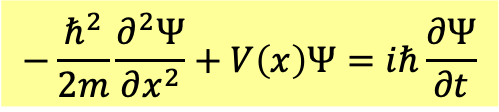 −ℏ²/2m ∂²Ψ/∂x² + V(x)Ψ = iℏ ∂Ψ/∂t